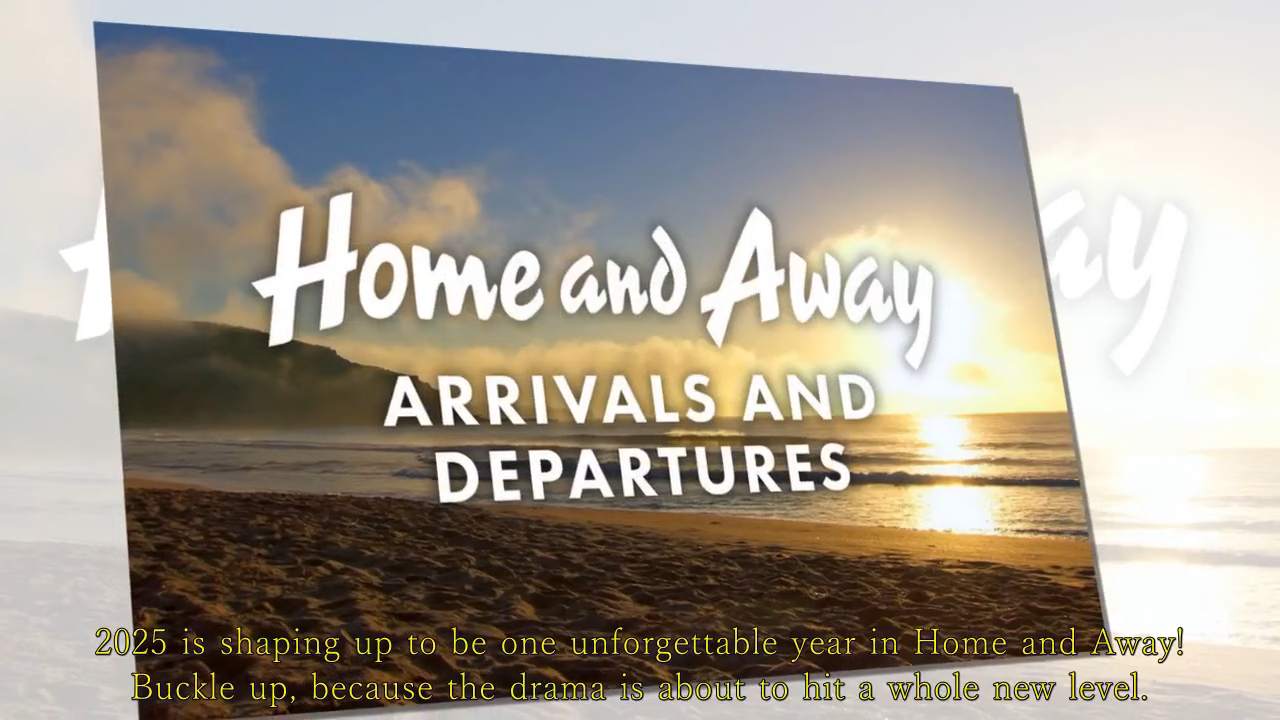 Home and Away
ARRIVALS AND
DEPARTURES
ay
2025 is shaping up to be one unforgettable year in Home and Away!
Buckle up, because the drama is about to hit a whole new level.